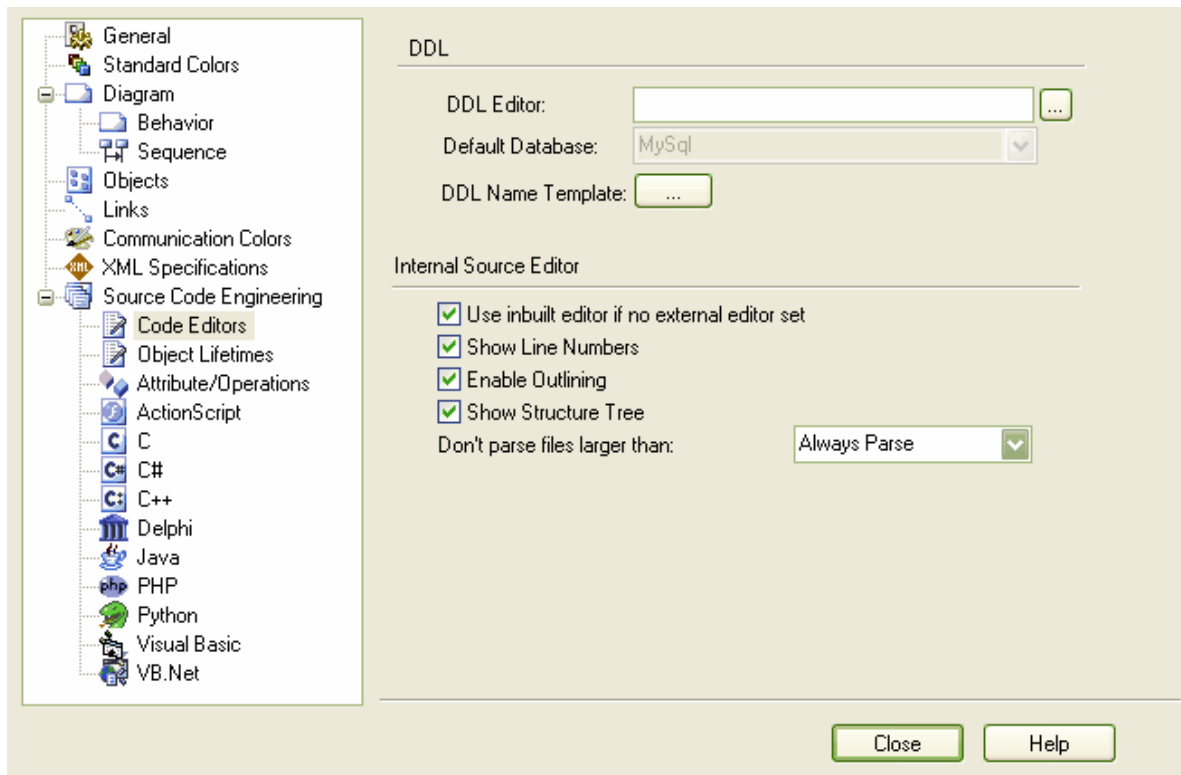 General
Standard Colors
Diagram
Behavior
Sequence
Objects
Links
Communication Colors
XML Specifications
Source Code Engineering
Code Editors
Object Lifetimes
Attribute/Operations
ActionScript
C
C#
C++
Delphi
Java
PHP
Python
Visual Basic
VB.Net
DDL
DDL Editor: ...
Default Database: MySql
DDL Name Template: ...
Internal Source Editor
Use inbuilt editor if no external editor set
Show Line Numbers
Enable Outlining
Show Structure Tree
Don't parse files larger than: Always Parse
Close Help